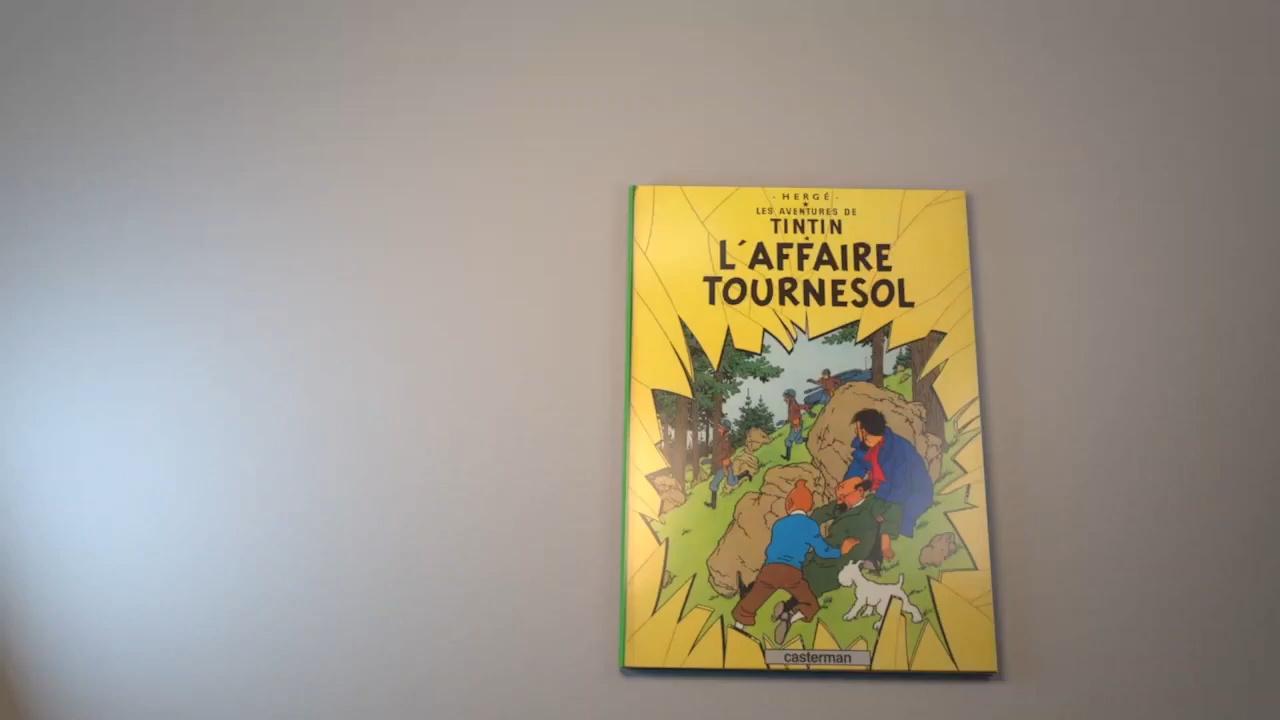 · HERGÉ ·
LES AVENTURES DE
TINTIN
L'AFFAIRE
TOURNESOL
casterman